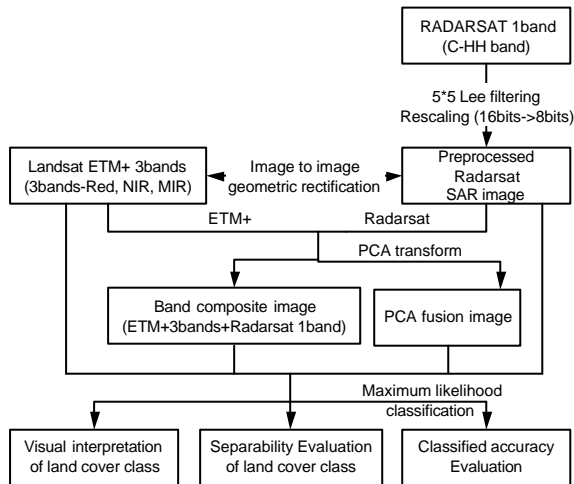 RADARSAT 1band
(C-HH band)
5*5 Lee filtering
Rescaling (16bits->8bits)
Landsat ETM+ 3bands
(3bands-Red, NIR, MIR)
Image to image
geometric rectification
Preprocessed
Radarsat
SAR image
ETM+
Radarsat
PCA transform
Band composite image
(ETM+3bands+Radarsat 1band)
PCA fusion image
Maximum likelihood
classification
Visual interpretation
of land cover class
Separability Evaluation
of land cover class
Classified accuracy
Evaluation